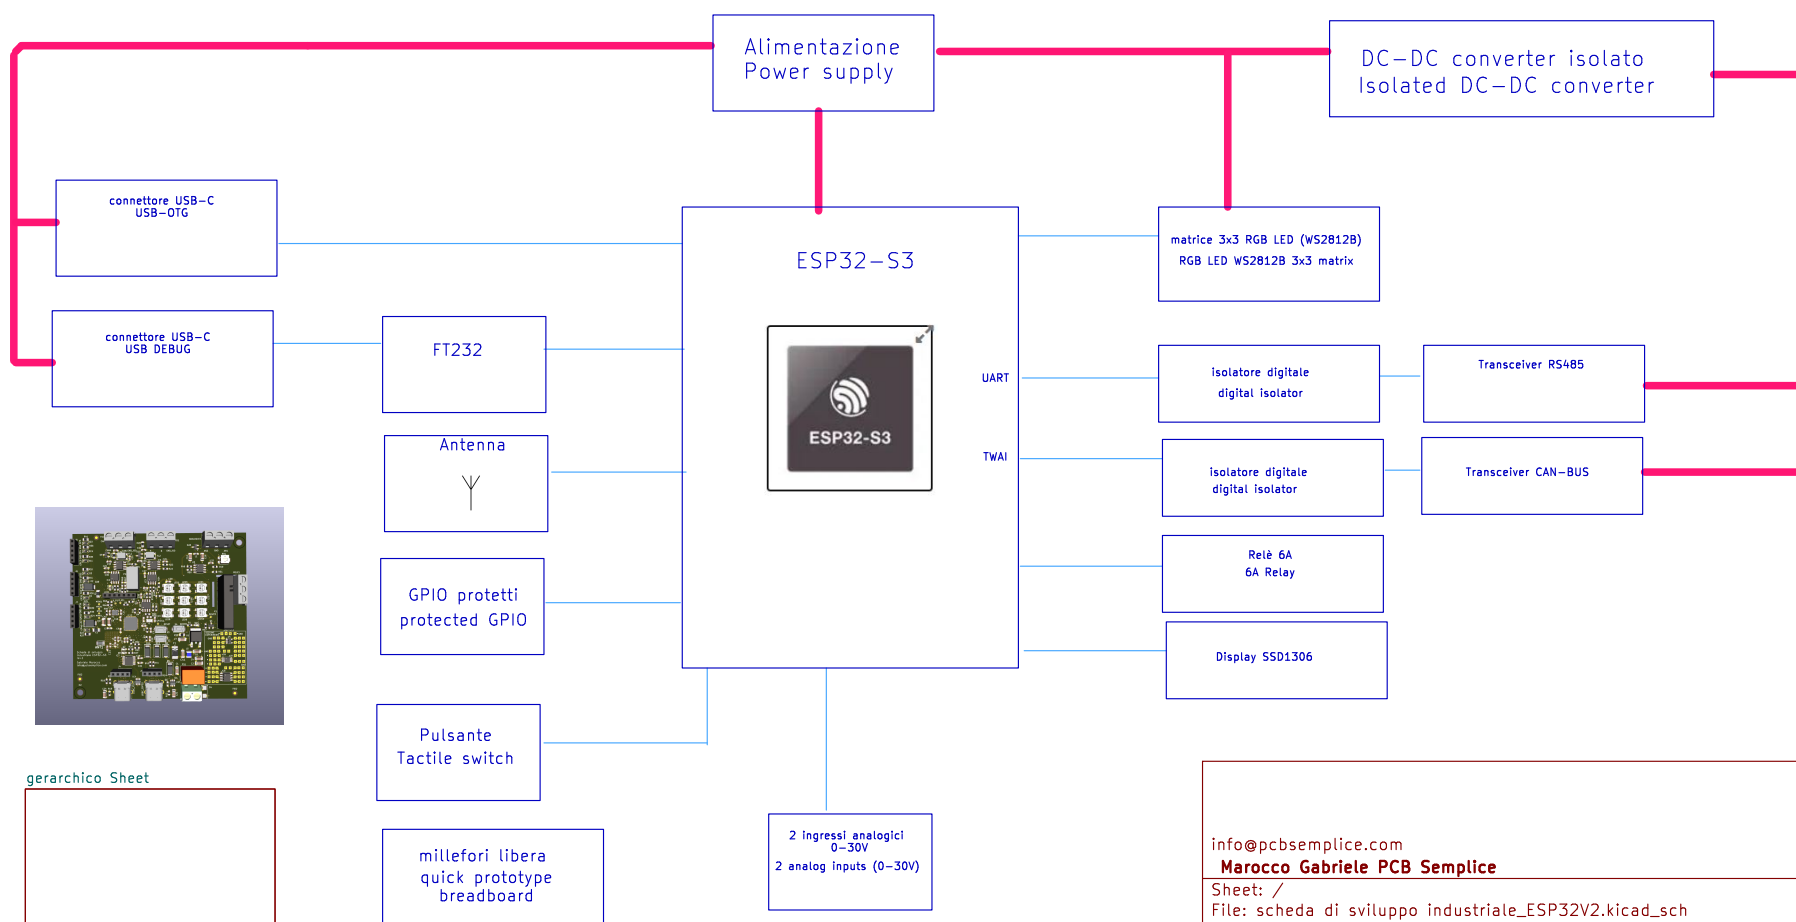 Alimentazione
Power supply
DC-DC converter isolato
Isolated DC-DC converter
connettore USB-C
USB-OTG
ESP32-S3
matrice 3x3 RGB LED (WS2812B)
RGB LED WS2812B 3x3 matrix
connettore USB-C
USB DEBUG
FT232
UART
isolatore digitale
digital isolator
Transceiver RS485
ESP32-S3
Antenna
TWAI
isolatore digitale
digital isolator
Transceiver CAN-BUS
Relè 6A
6A Relay
GPIO protetti
protected GPIO
Display SSD1306
Pulsante
Tactile switch
gerarchico Sheet
2 ingressi analogici
0-30V
2 analog inputs (0-30V)
millefori libera
quick prototype
breadboard
info@pcbsemplice.com
Marocco Gabriele PCB Semplice
Sheet: /
File: scheda di sviluppo industriale_ESP32V2.kicad_sch